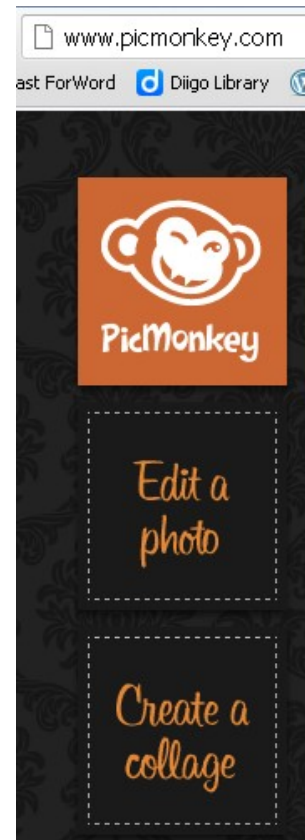 www.picmonkey.com
ast ForWord Diigo Library
PicMonkey
Edit a
photo
Create a
collage